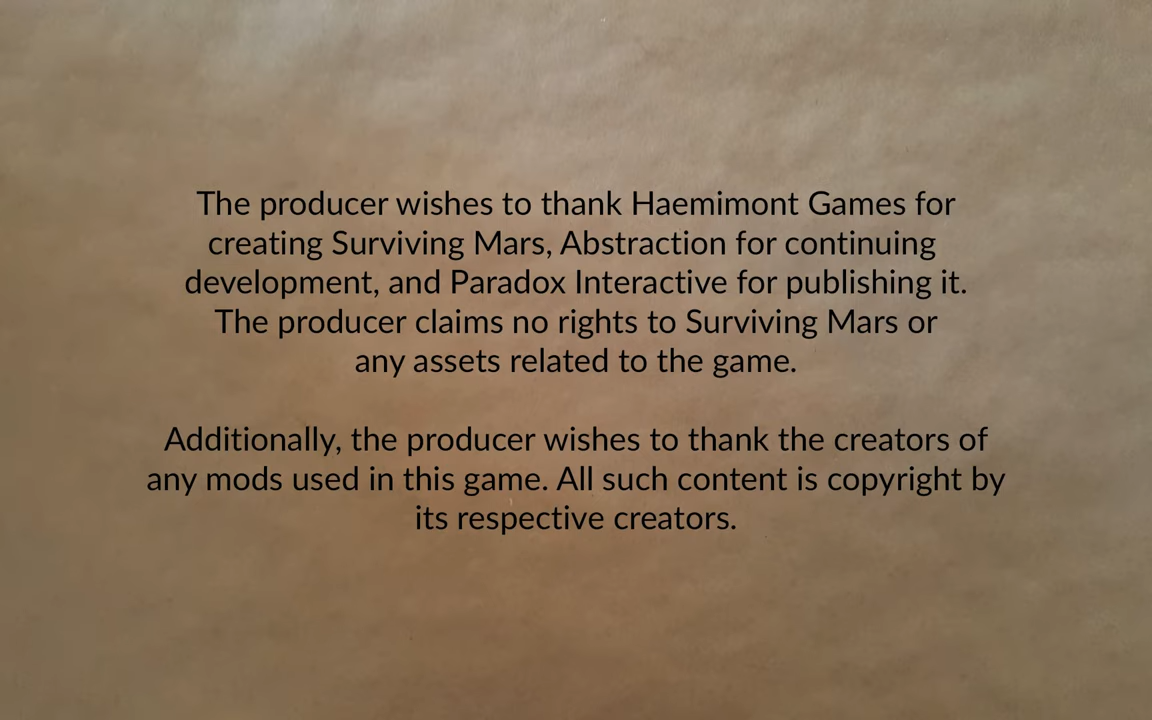 The producer wishes to thank Haemimont Games for
creating Surviving Mars, Abstraction for continuing
development, and Paradox Interactive for publishing it.
The producer claims no rights to Surviving Mars or
any assets related to the game.
Additionally, the producer wishes to thank the creators of
any mods used in this game. All such content is copyright by
its respective creators.